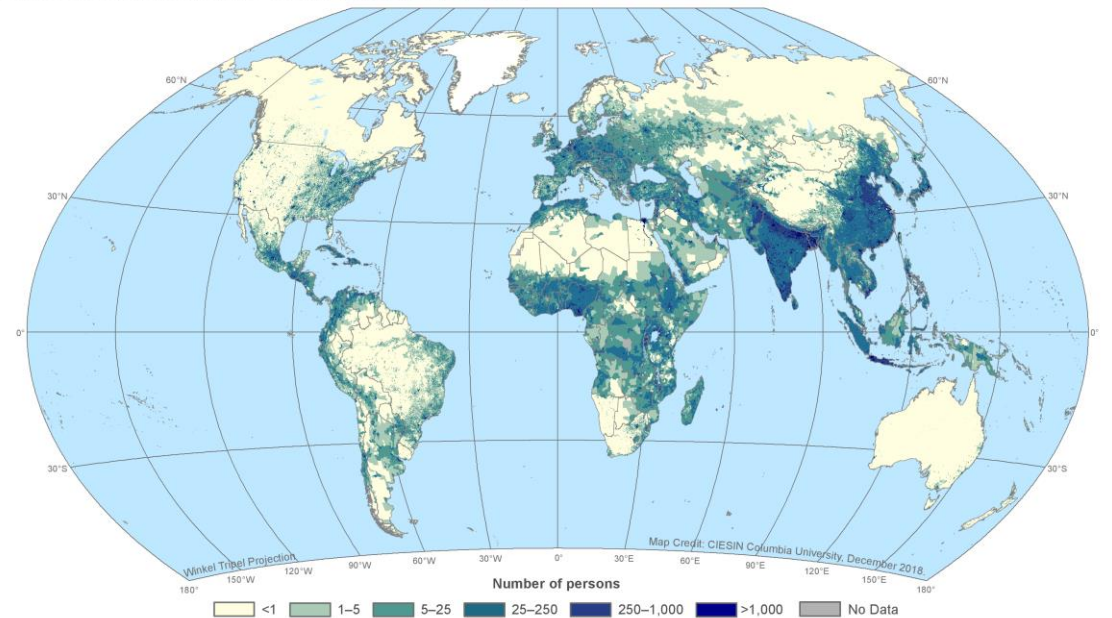 60°N
60°N
30°N
30°N
0°
0°
30°S
30°S
Winkel Tripel Projection
Map Credit: CIESIN Columbia University, December 2018.
180° 150°W 120°W 90°W 60°W 30°W 0° 30°E 60°E 90°E 120°E 150°E 180°
Number of persons
<1 1–5 5–25 25–250 250–1,000 >1,000 No Data